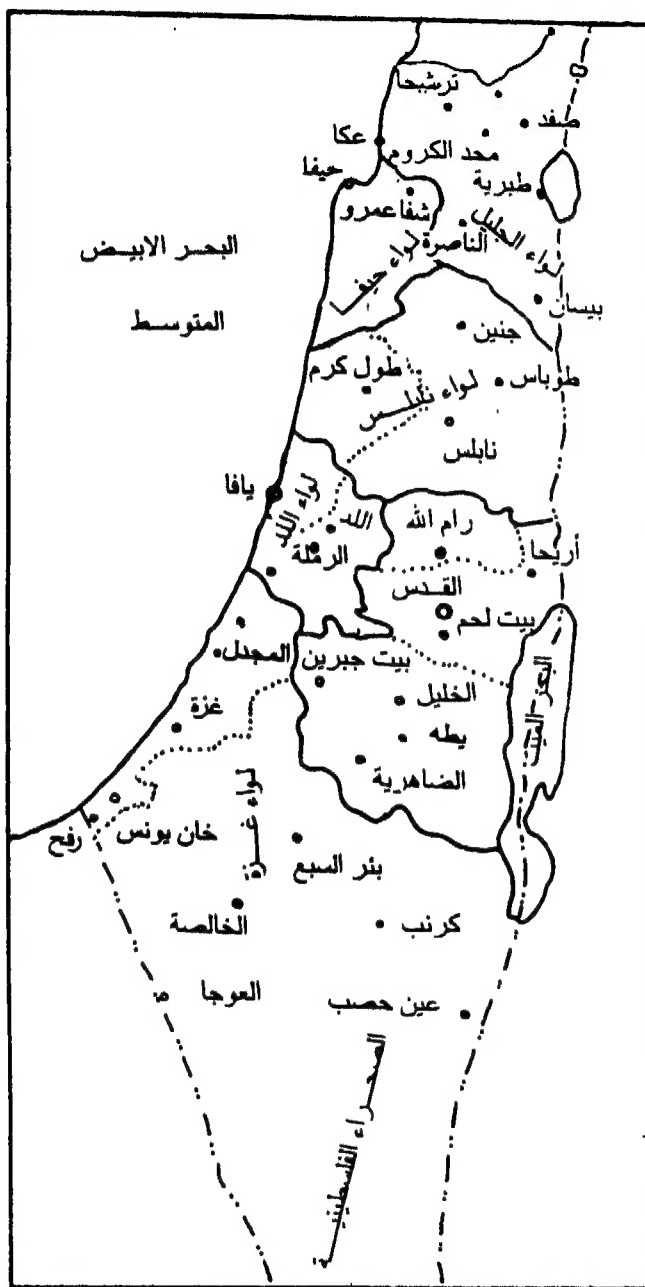 ترشيحا
صفد
عكا
مجد الكروم
حيفا
طبرية
شفاعمرو
الناصرة
لواء الجليل
لواء حيفا
البحر الابيض
المتوسط
بيسان
جنين
طول كرم
طوباس
لواء نابلس
نابلس
يافا
لواء اللد
اللد
رام الله
الرملة
أريحا
القدس
بيت لحم
البحر الميت
المجدل
بيت جبرين
الخليل
غزة
يطه
الضاهرية
لواء غزة
خان يونس
رفح
بئر السبع
الخالصة
كرنب
العوجا
عين حصب
الصحراء الفلسطينية